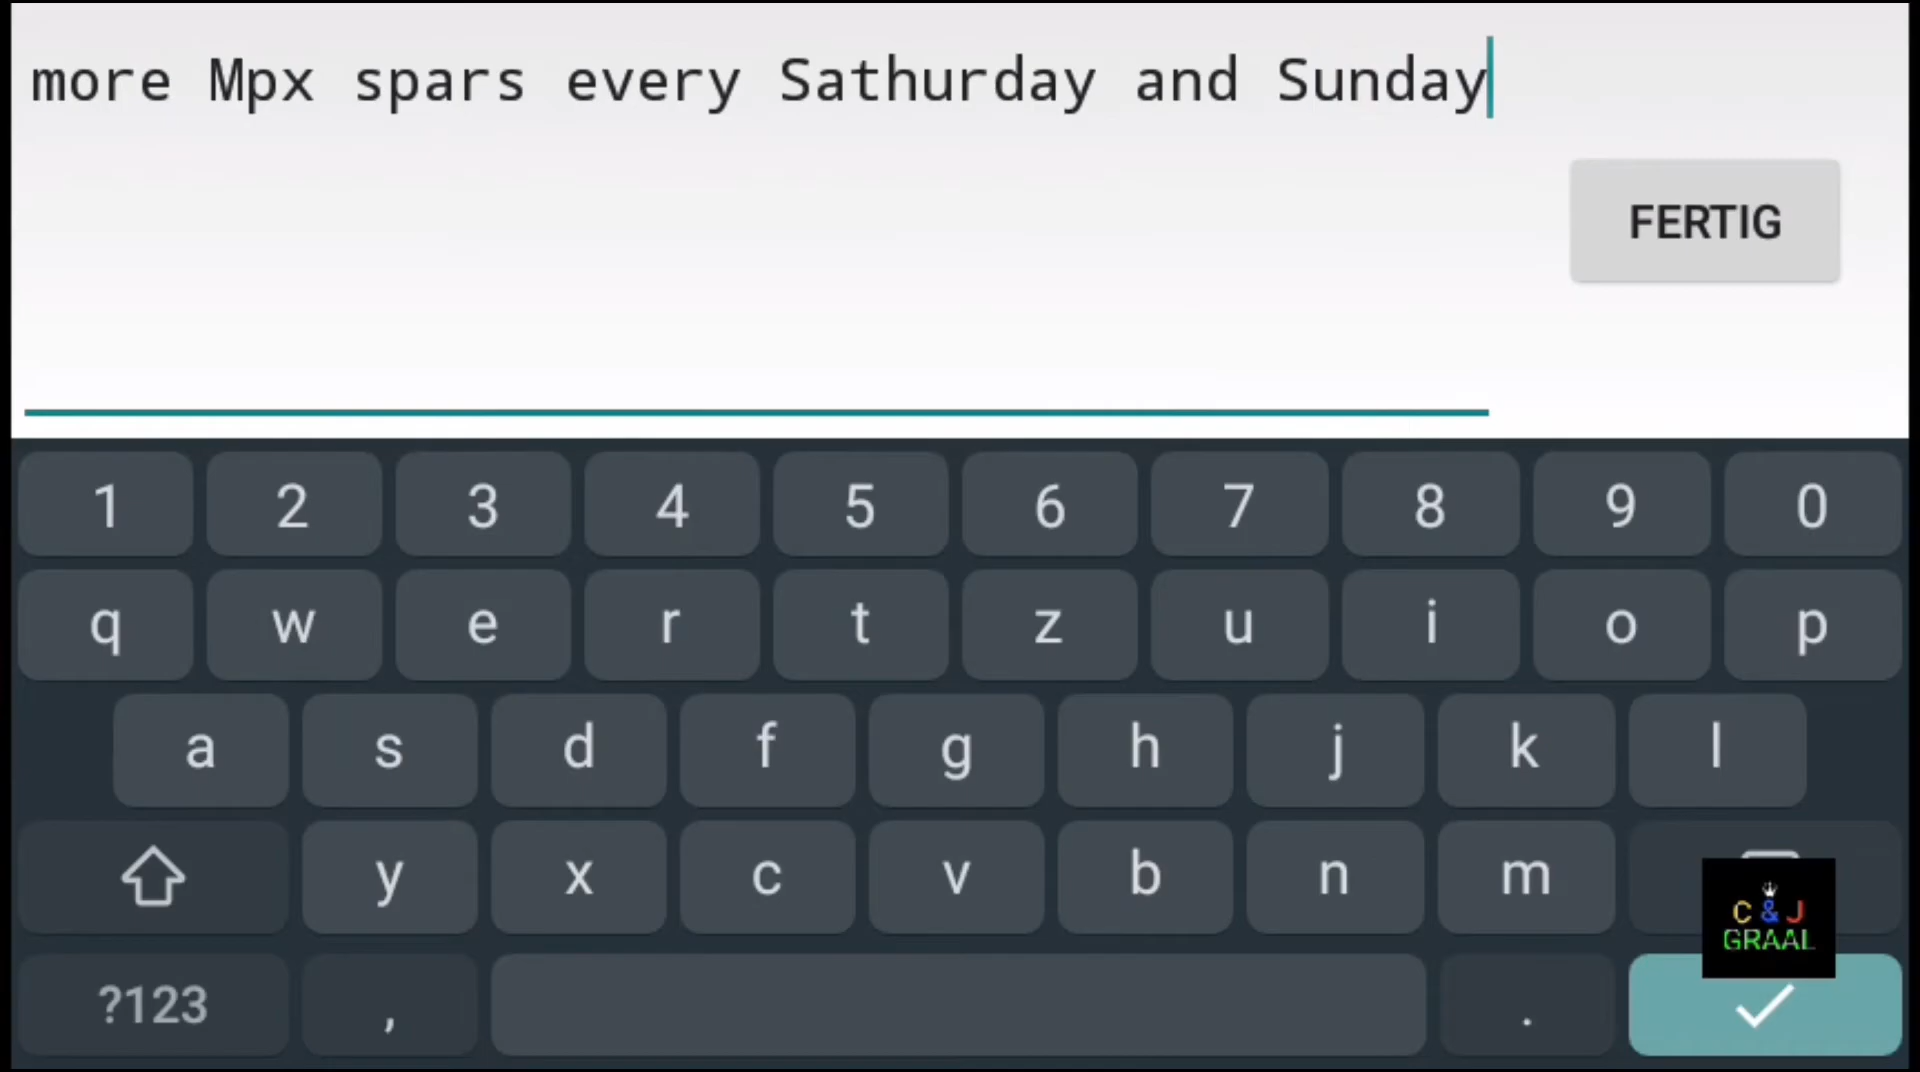 more Mpx spars every Sathurday and Sunday
FERTIG
1 2 3 4 5 6 7 8 9 0
q w e r t z u i o p
a s d f g h j k l
y x c v b n m
C & J
GRAAL
?123 , .